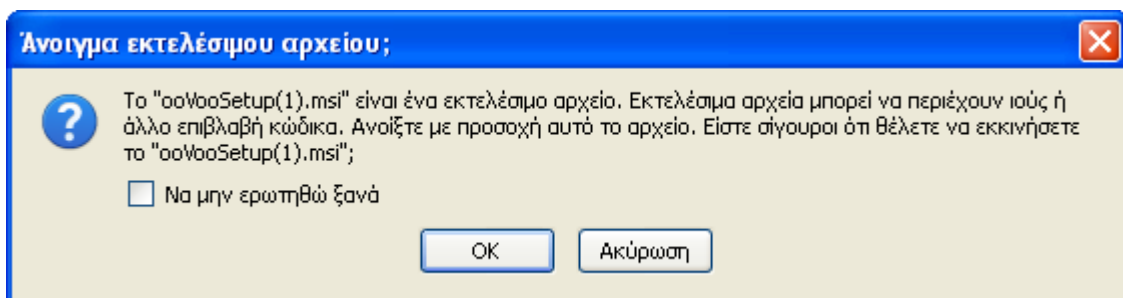 Άνοιγμα εκτελέσιμου αρχείου;
Το "ooVooSetup(1).msi" είναι ένα εκτελέσιμο αρχείο. Εκτελέσιμα αρχεία μπορεί να περιέχουν ιούς ή
άλλο επιβλαβή κώδικα. Ανοίξτε με προσοχή αυτό το αρχείο. Είστε σίγουροι ότι θέλετε να εκκινήσετε
το "ooVooSetup(1).msi";
Να μην ερωτηθώ ξανά
OK Ακύρωση